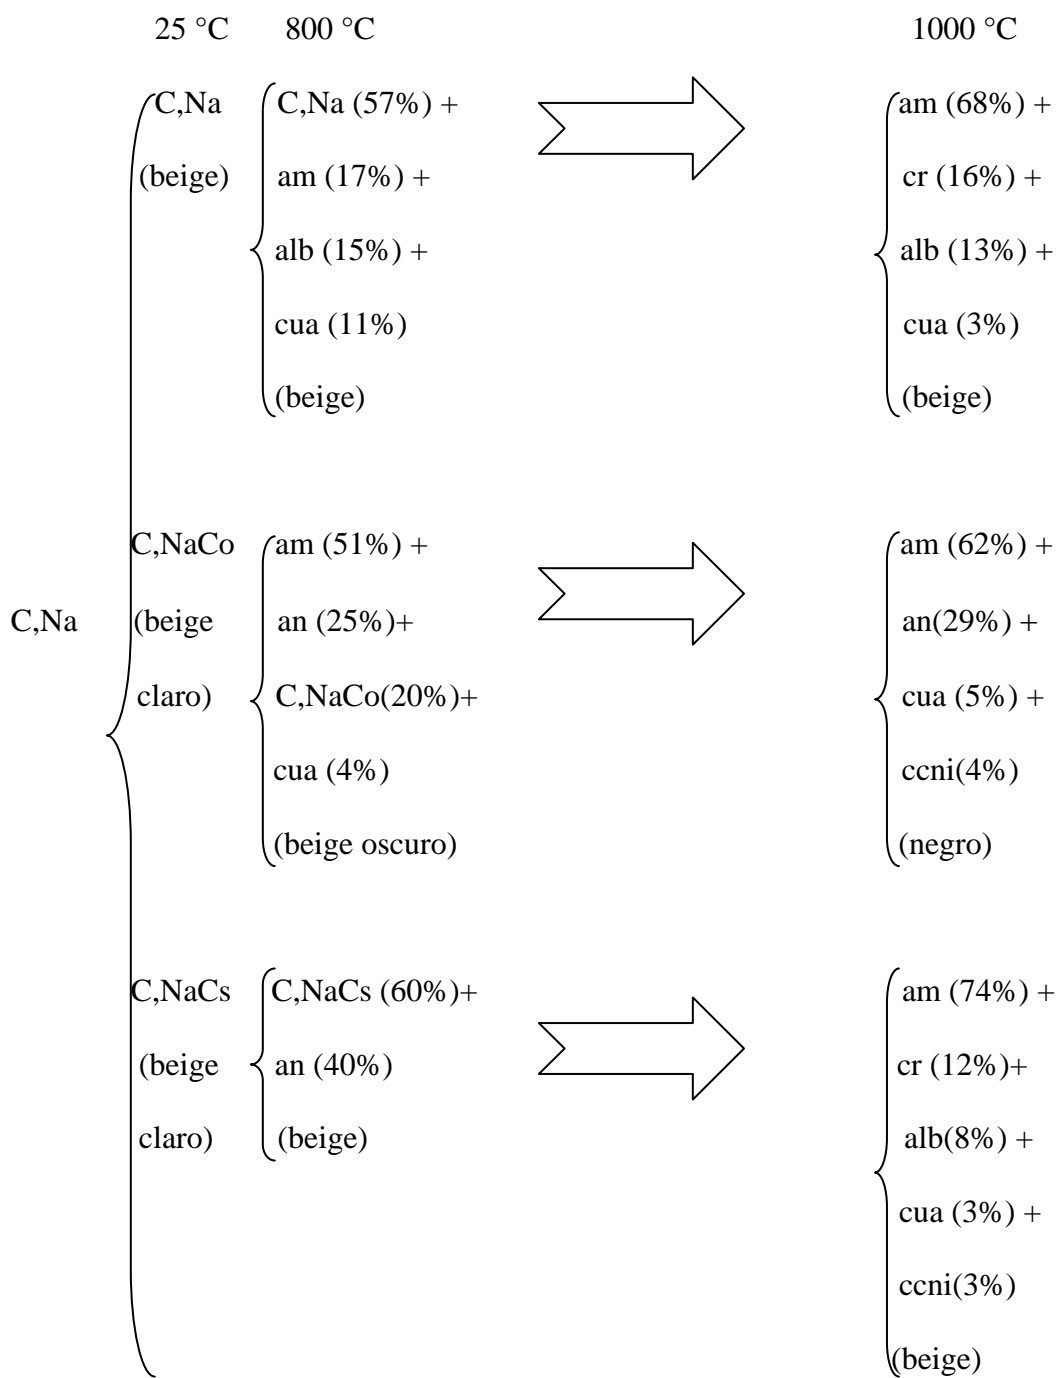 25 °C 800 °C 1000 °C
C,Na C,Na (57%) + am (68%) +
(beige) am (17%) + cr (16%) +
alb (15%) + alb (13%) +
cua (11%) cua (3%)
(beige) (beige)
C,NaCo am (51%) + am (62%) +
C,Na (beige an (25%)+ an(29%) +
claro) C,NaCo(20%)+ cua (5%) +
cua (4%) ccni(4%)
(beige oscuro) (negro)
C,NaCs C,NaCs (60%)+ am (74%) +
(beige an (40%) cr (12%)+
claro) (beige) alb(8%) +
cua (3%) +
ccni(3%)
(beige)